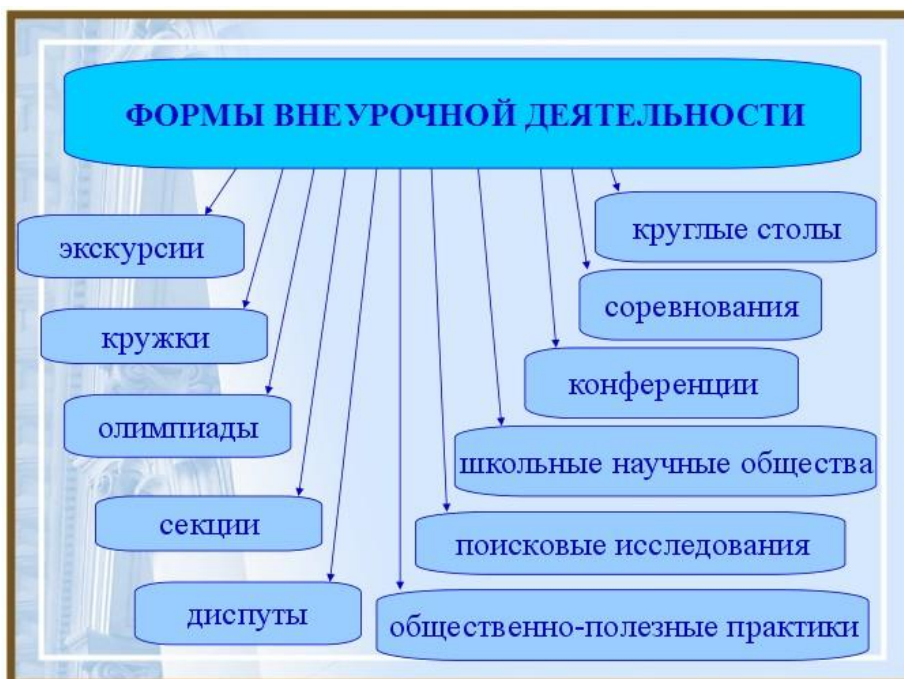 ФОРМЫ ВНЕУРОЧНОЙ ДЕЯТЕЛЬНОСТИ
экскурсии
кружки
олимпиады
секции
диспуты
круглые столы
соревнования
конференции
школьные научные общества
поисковые исследования
общественно-полезные практики